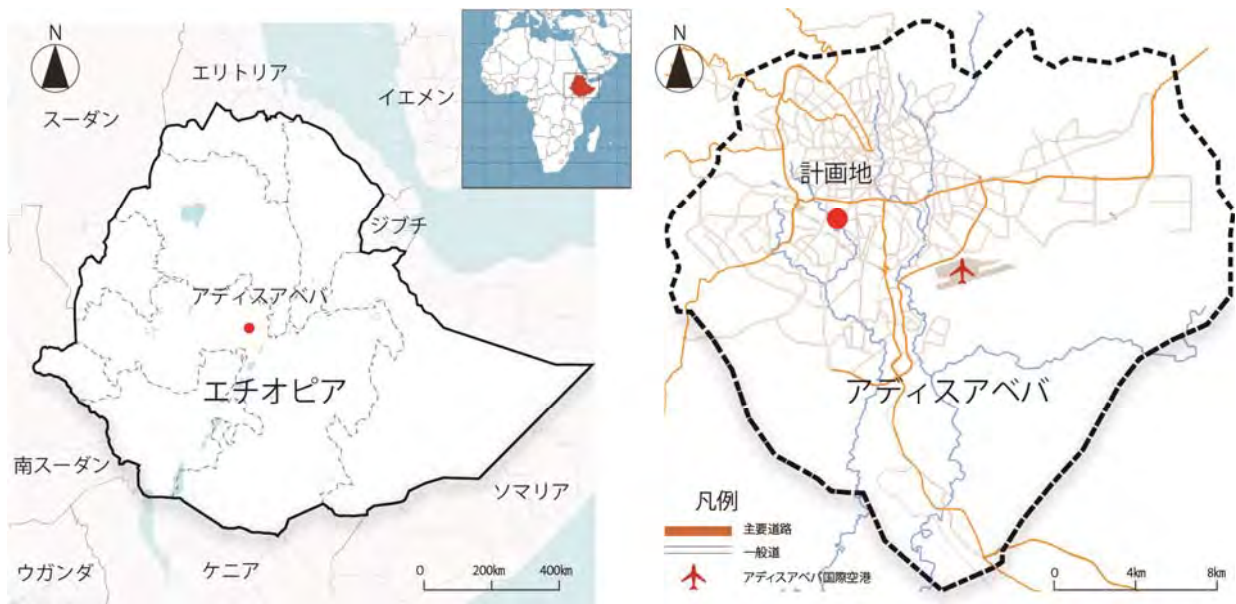 N
エリトリア
スーダン
イエメン
ジブチ
アディスアベバ
エチオピア
南スーダン
ソマリア
ウガンダ
ケニア
0 200km 400km
N
計画地
アディスアベバ
凡例
主要道路
一般道
アディスアベバ国際空港
0 4km 8km